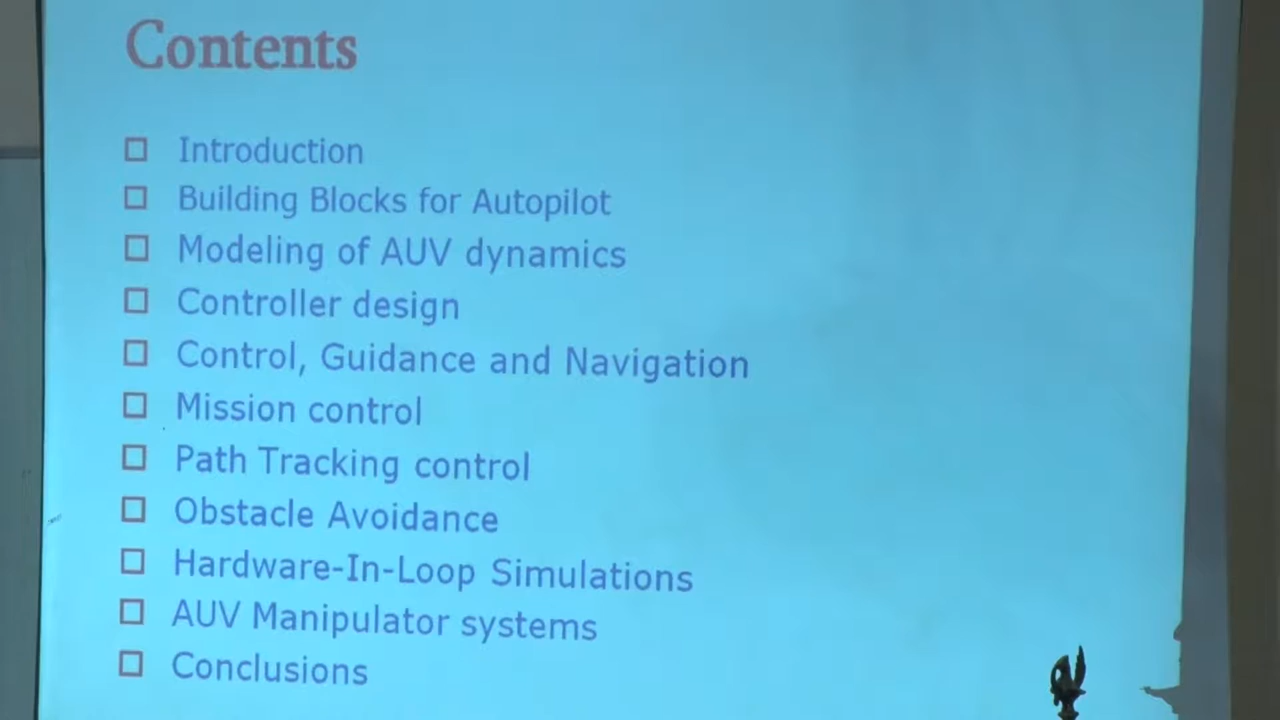 Contents
Introduction
Building Blocks for Autopilot
Modeling of AUV dynamics
Controller design
Control, Guidance and Navigation
Mission control
Path Tracking control
Obstacle Avoidance
Hardware-In-Loop Simulations
AUV Manipulator systems
Conclusions